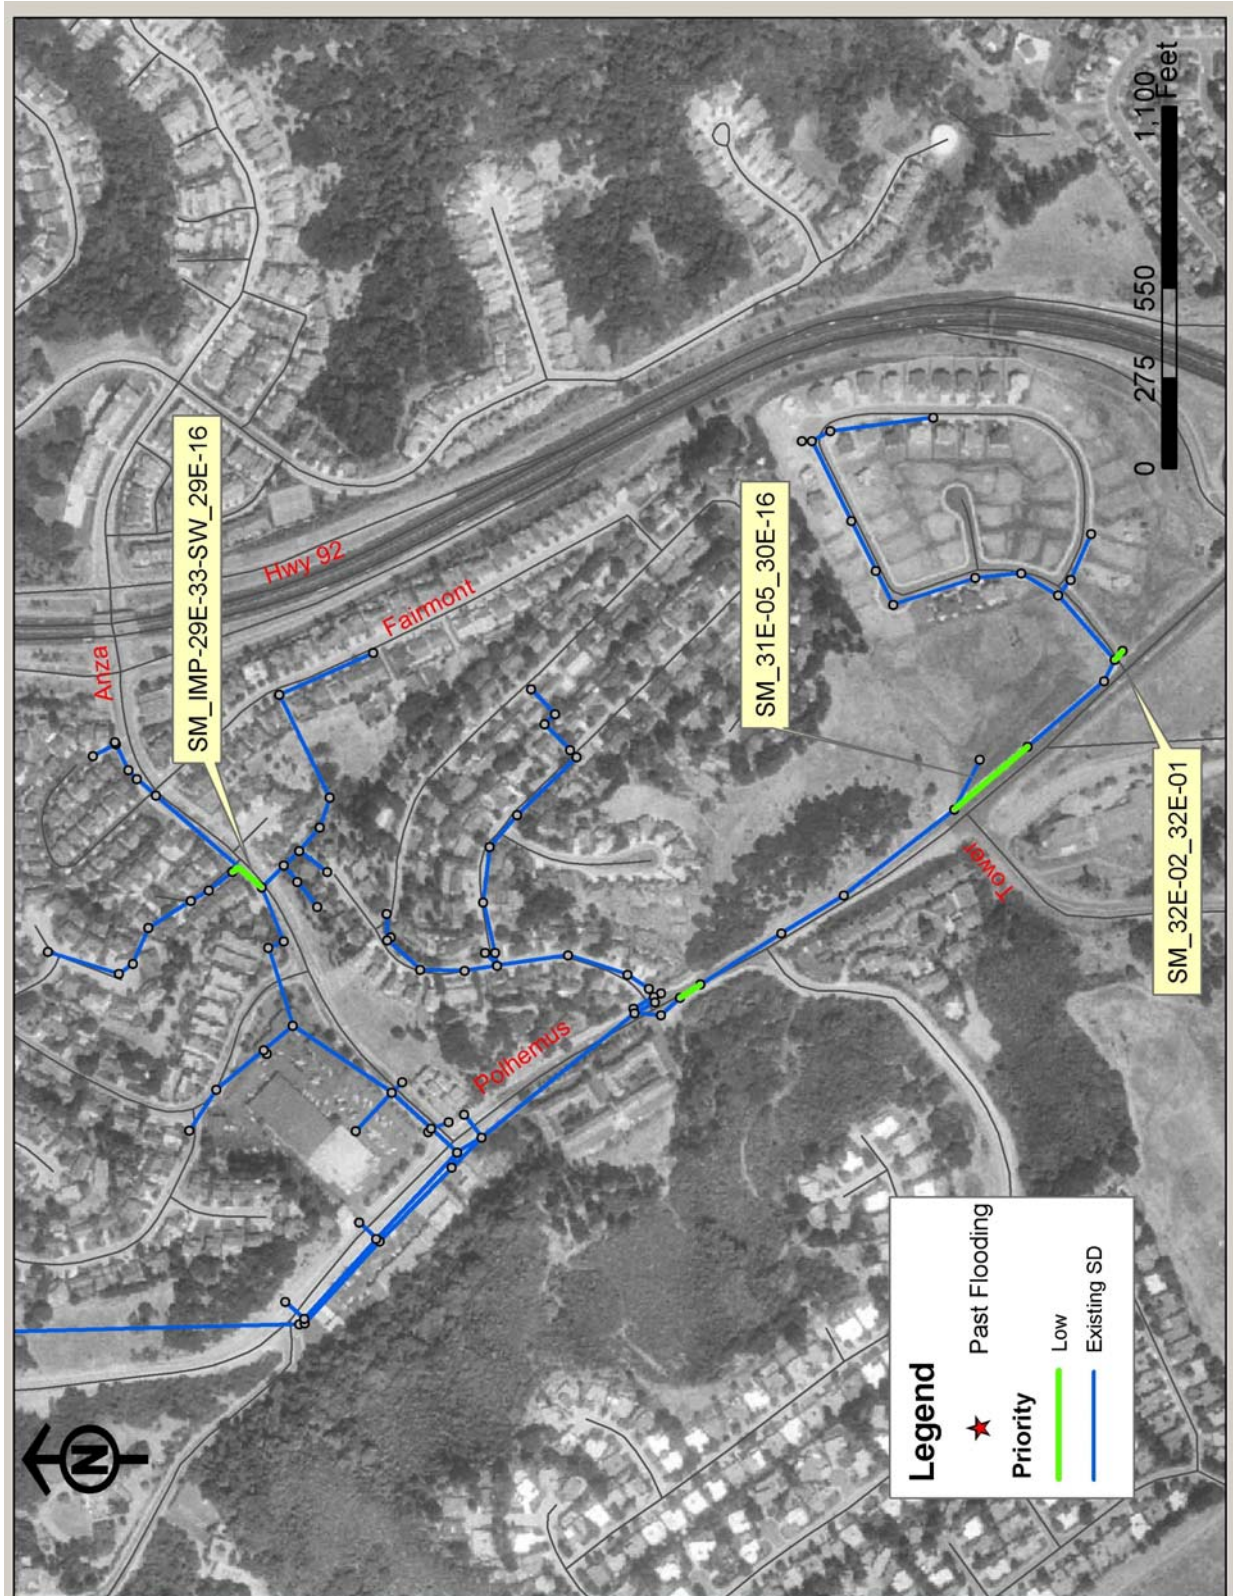 Anza
Hwy 92
Fairmont
SM_IMP-29E-33-SW_29E-16
Polhemus
SM_31E-05_30E-16
Tower
SM_32E-02_32E-01
0 275 550 1,100
Feet
N
Legend
Past Flooding
Priority
Low
Existing SD